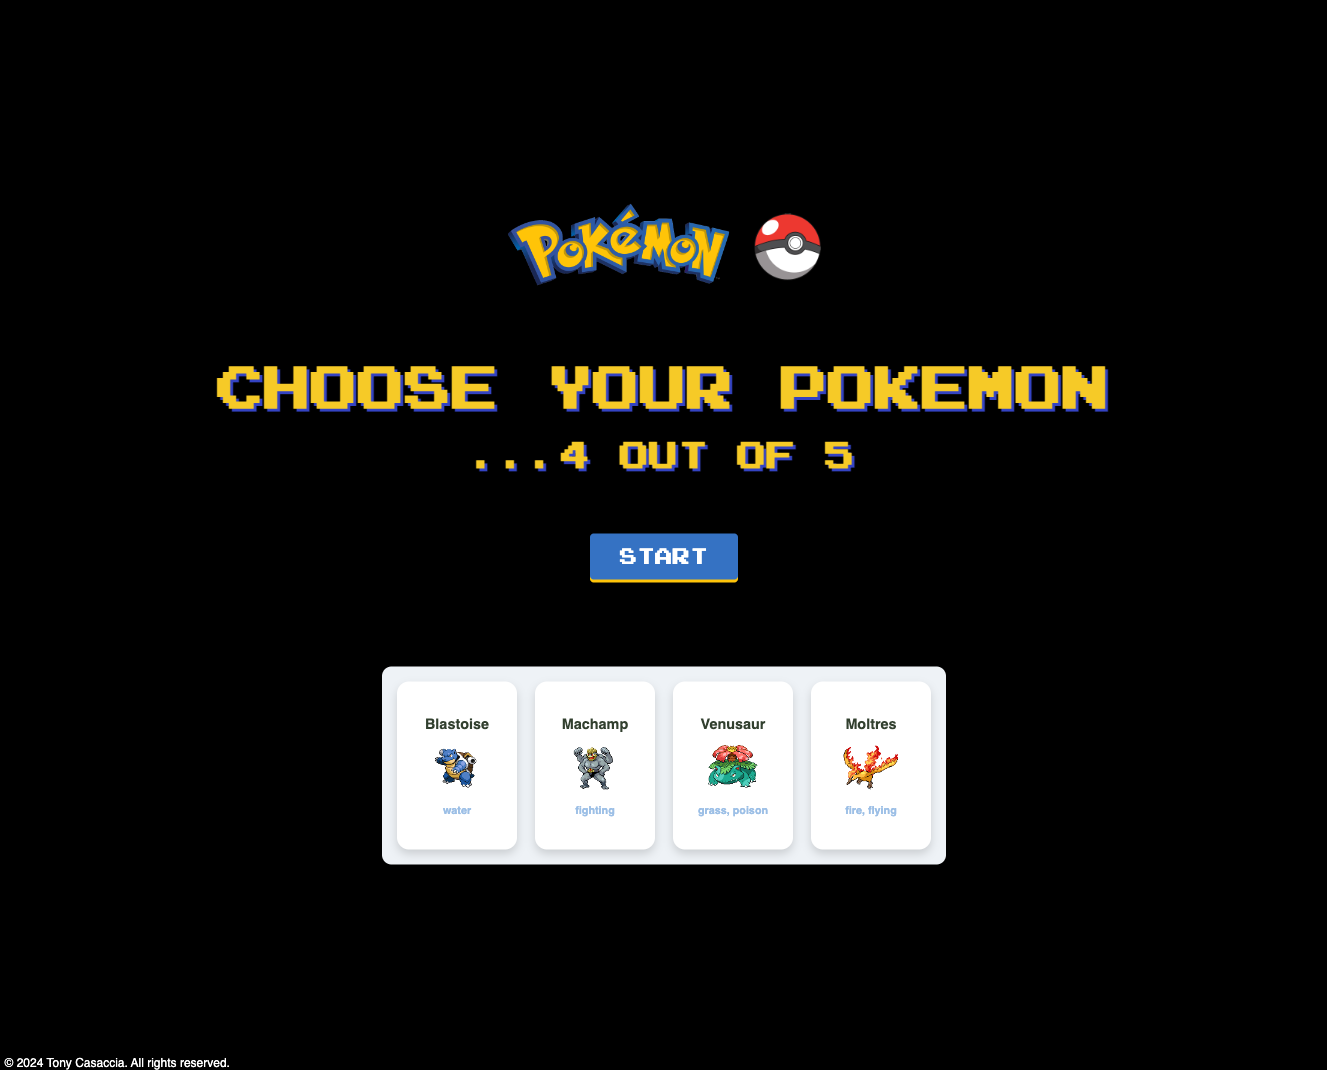 POKéMON
CHOOSE YOUR POKEMON
...4 OUT OF 5
START
Blastoise Machamp Venusaur Moltres
water fighting grass, poison fire, flying
© 2024 Tony Casaccia. All rights reserved.